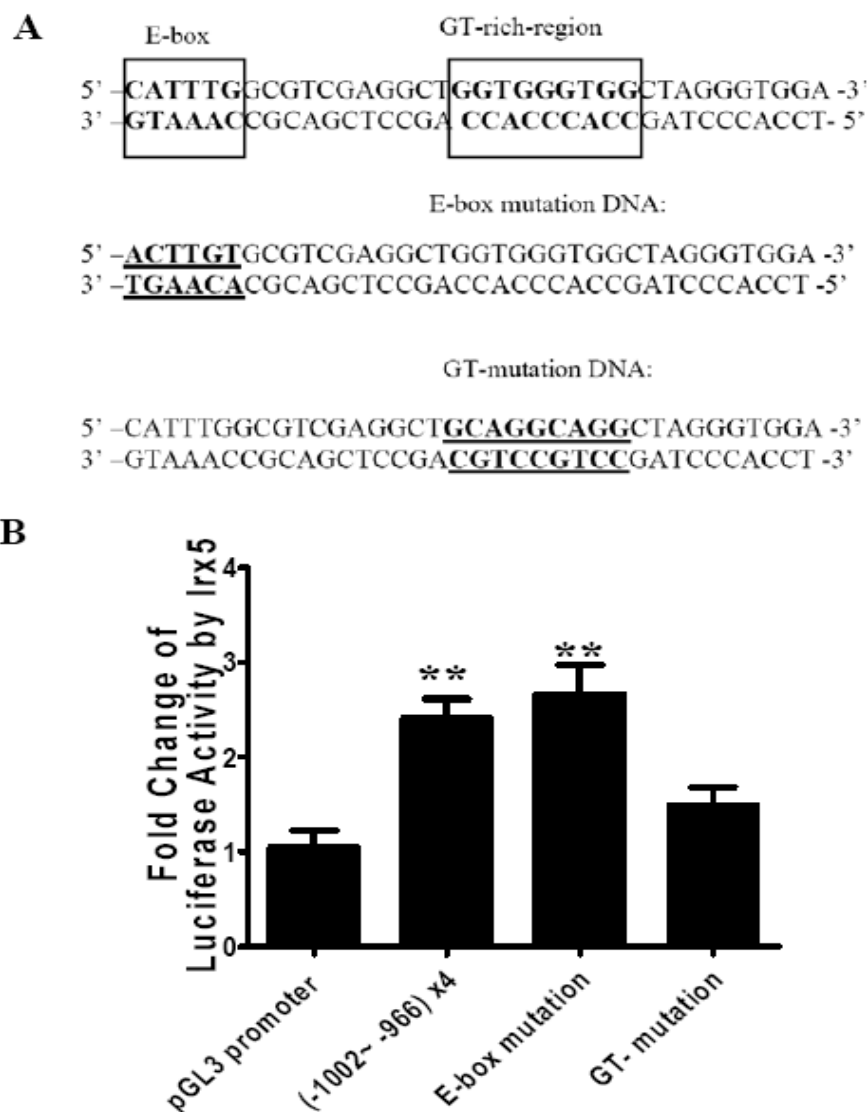 A
E-box GT-rich-region
5’ –CATTTGGCGTCGAGGCTGGTGGGTGGCTAGGGTGGA -3’
3’ –GTAAACCGCAGCTCCGA CCACCCACCGATCCCACCT- 5’
E-box mutation DNA:
5’ –ACTTGTGCGTCGAGGCTGGTGGGTGGCTAGGGTGGA -3’
3’ –TGAACACGCAGCTCCGACCACCCACCGATCCCACCT -5’
GT-mutation DNA:
5’ –CATTTGGCGTCGAGGCTGCAGGCAGGCTAGGGTGGA -3’
3’ –GTAAACCGCAGCTCCGACGTCCGTCCGATCCCACCT -3’
B
Fold Change of
Luciferase Activity by Irx5
4
3
2
1
0
** **
pGL3 promoter
(-1002~ -966) x4
E-box mutation
GT- mutation